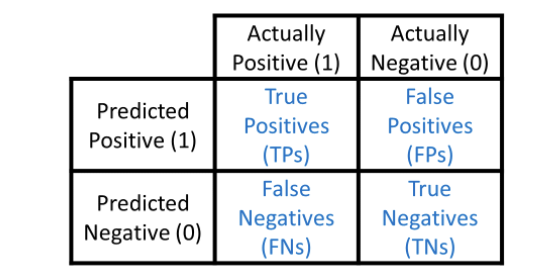 Actually
Positive (1)
Actually
Negative (0)
Predicted
Positive (1)
True
Positives
(TPs)
False
Positives
(FPs)
Predicted
Negative (0)
False
Negatives
(FNs)
True
Negatives
(TNs)